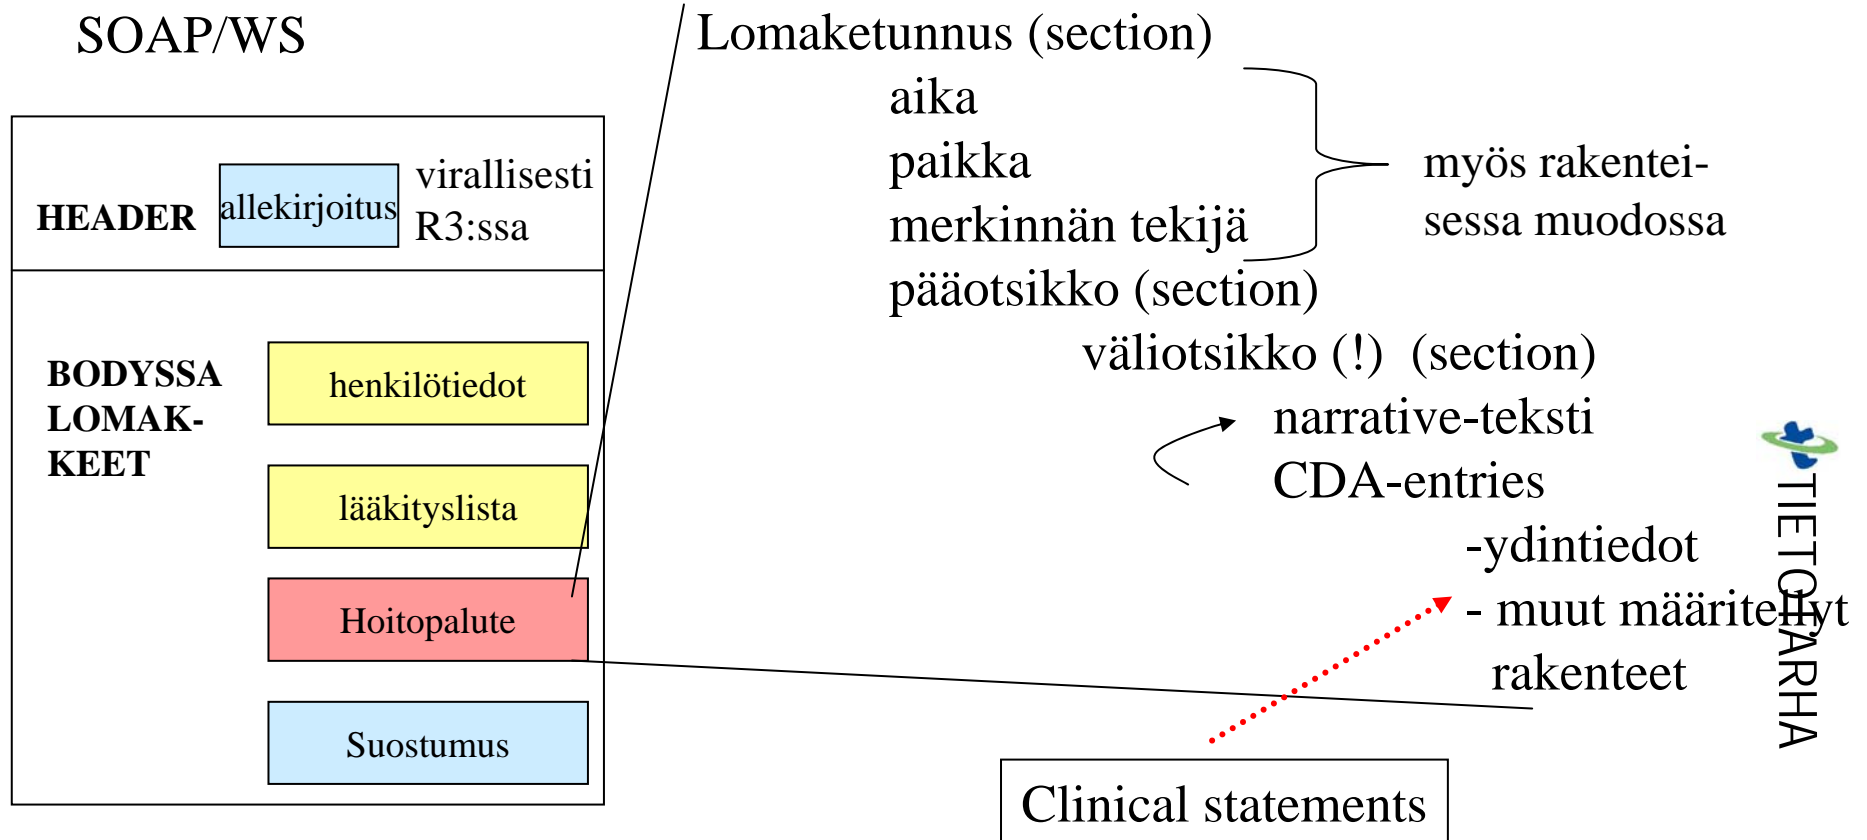 SOAP/WS
HEADER
allekirjoitus
virallisesti
R3:ssa
BODYSSA
LOMAK-
KEET
henkilötiedot
lääkityslista
Hoitopalute
Suostumus
Lomaketunnus (section)
aika
paikka
merkinnän tekijä
myös rakentei-
sessa muodossa
pääotsikko (section)
väliotsikko (!) (section)
narrative-teksti
CDA-entries
-ydintiedot
- muut määritellyt
rakenteet
Clinical statements
TIETOTARHA